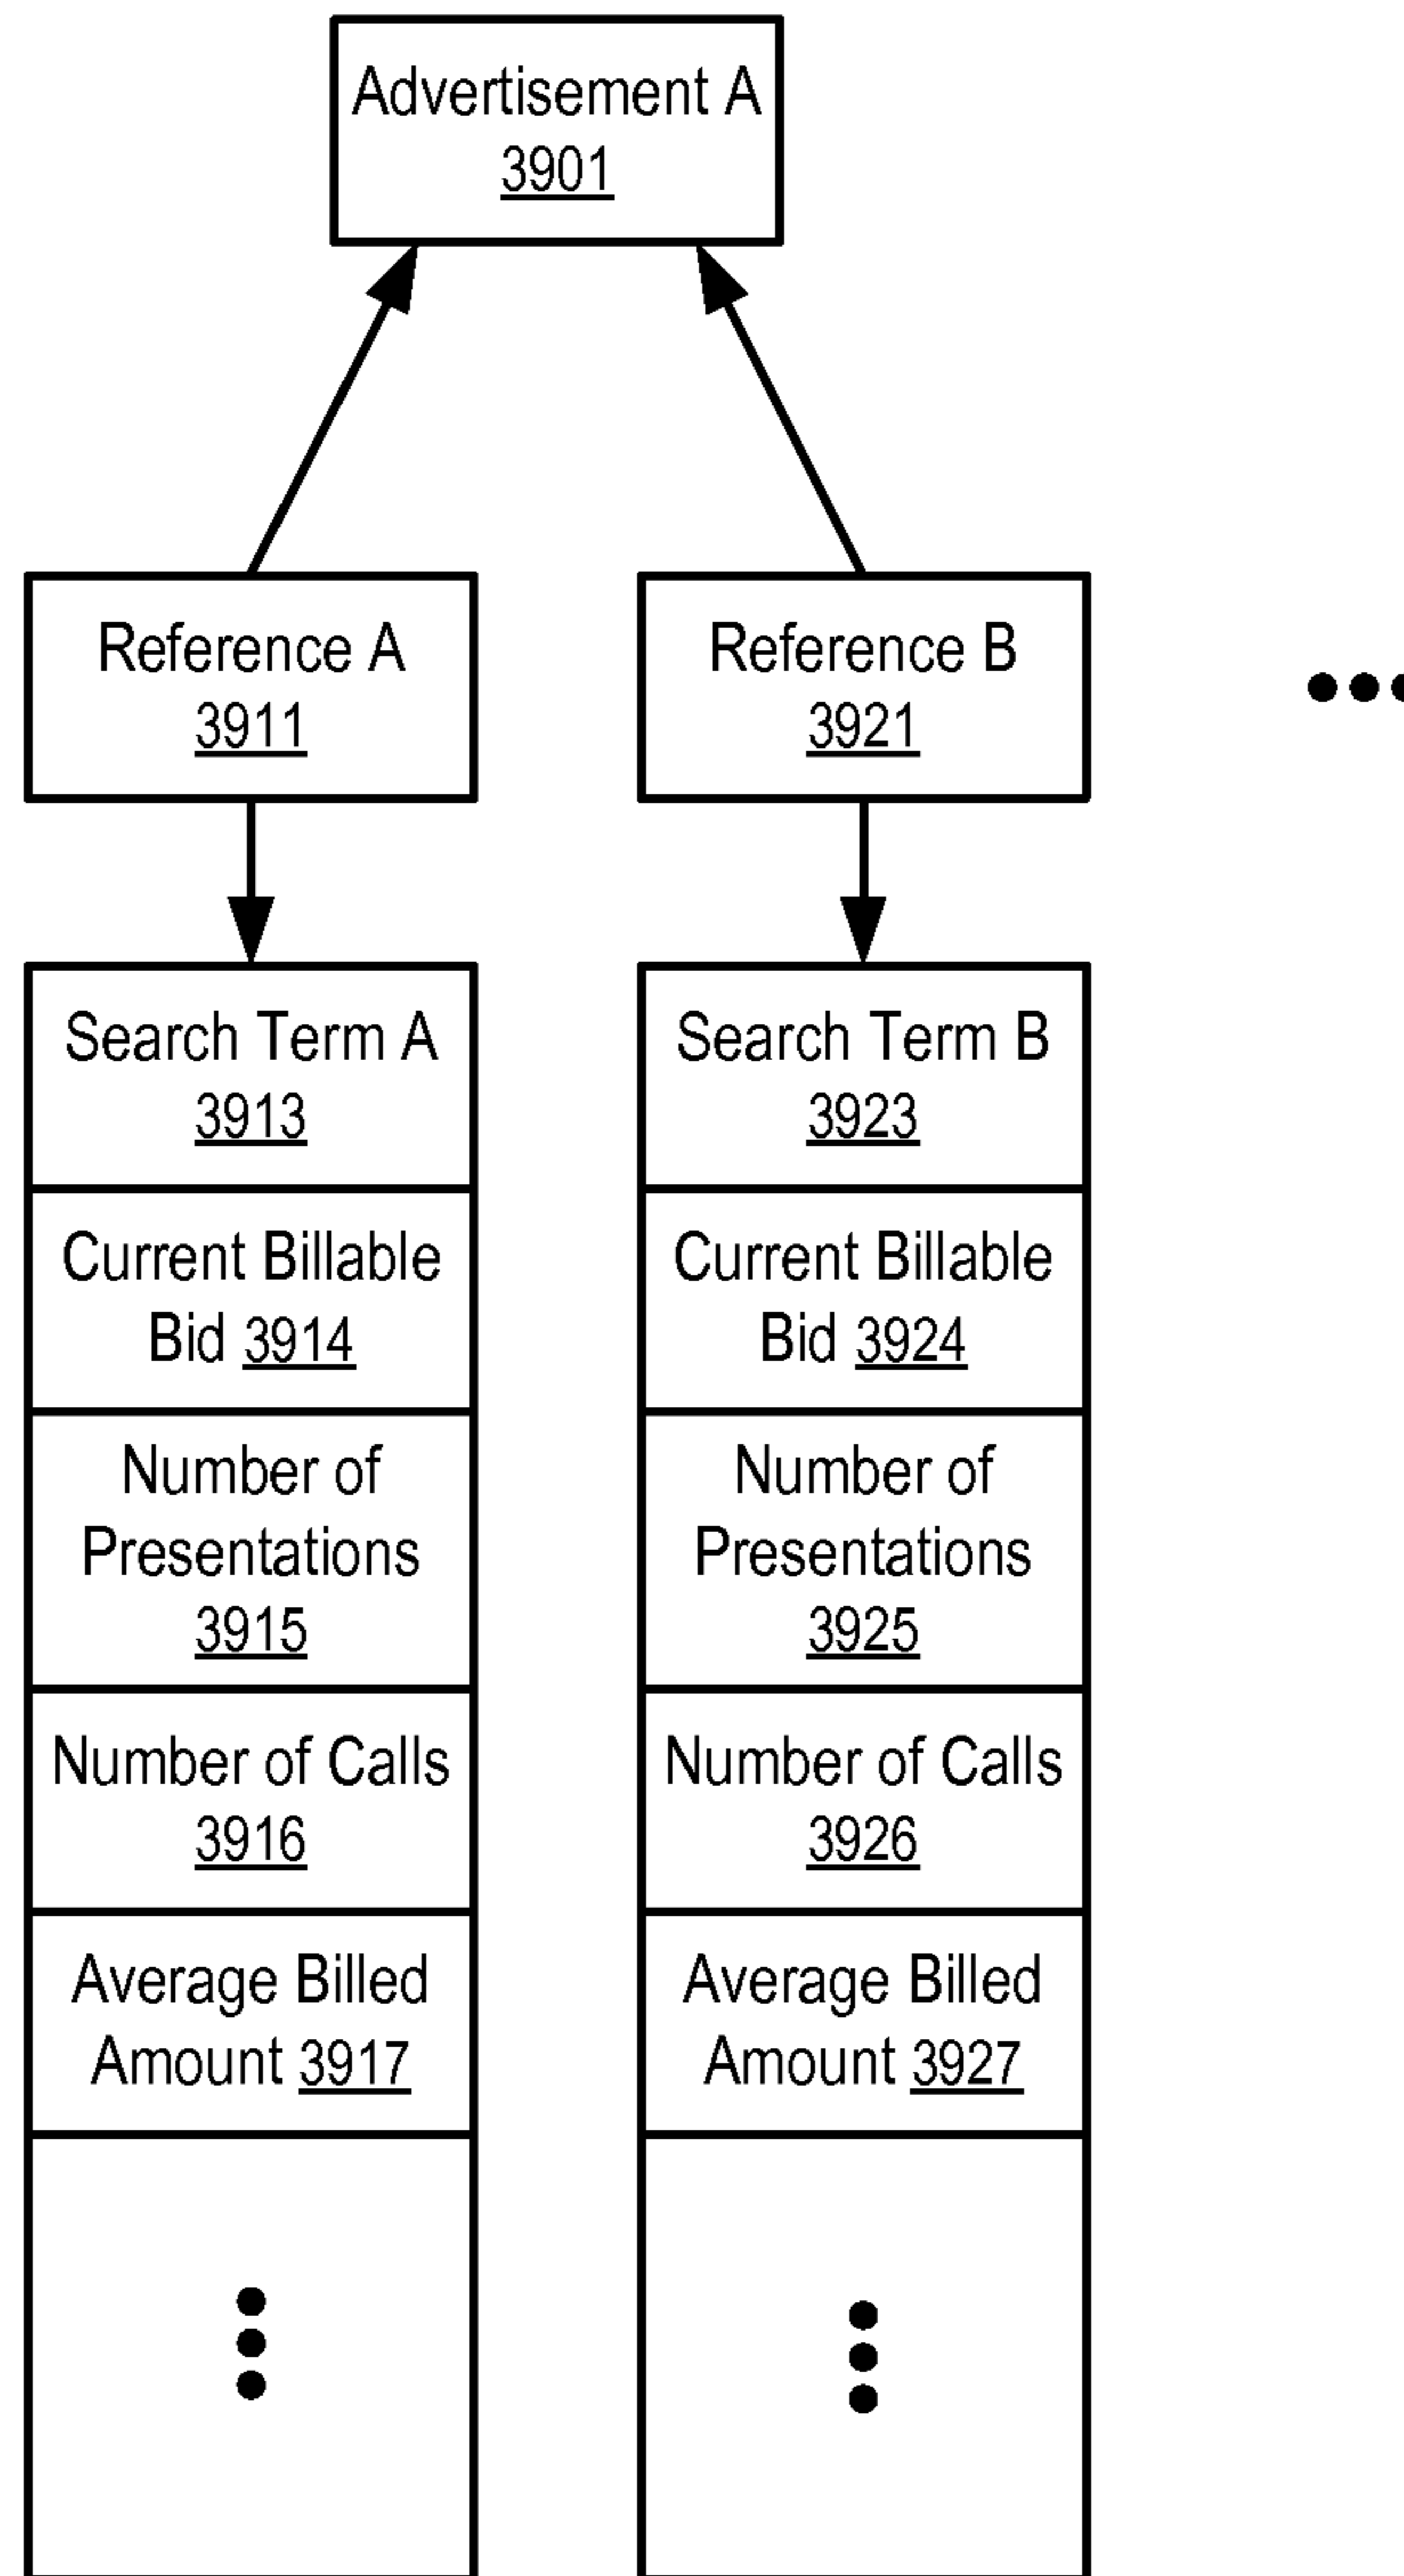 Advertisement A
3901
Reference A
3911
Reference B
3921
Search Term A
3913
Current Billable
Bid 3914
Number of
Presentations
3915
Number of Calls
3916
Average Billed
Amount 3917
Search Term B
3923
Current Billable
Bid 3924
Number of
Presentations
3925
Number of Calls
3926
Average Billed
Amount 3927